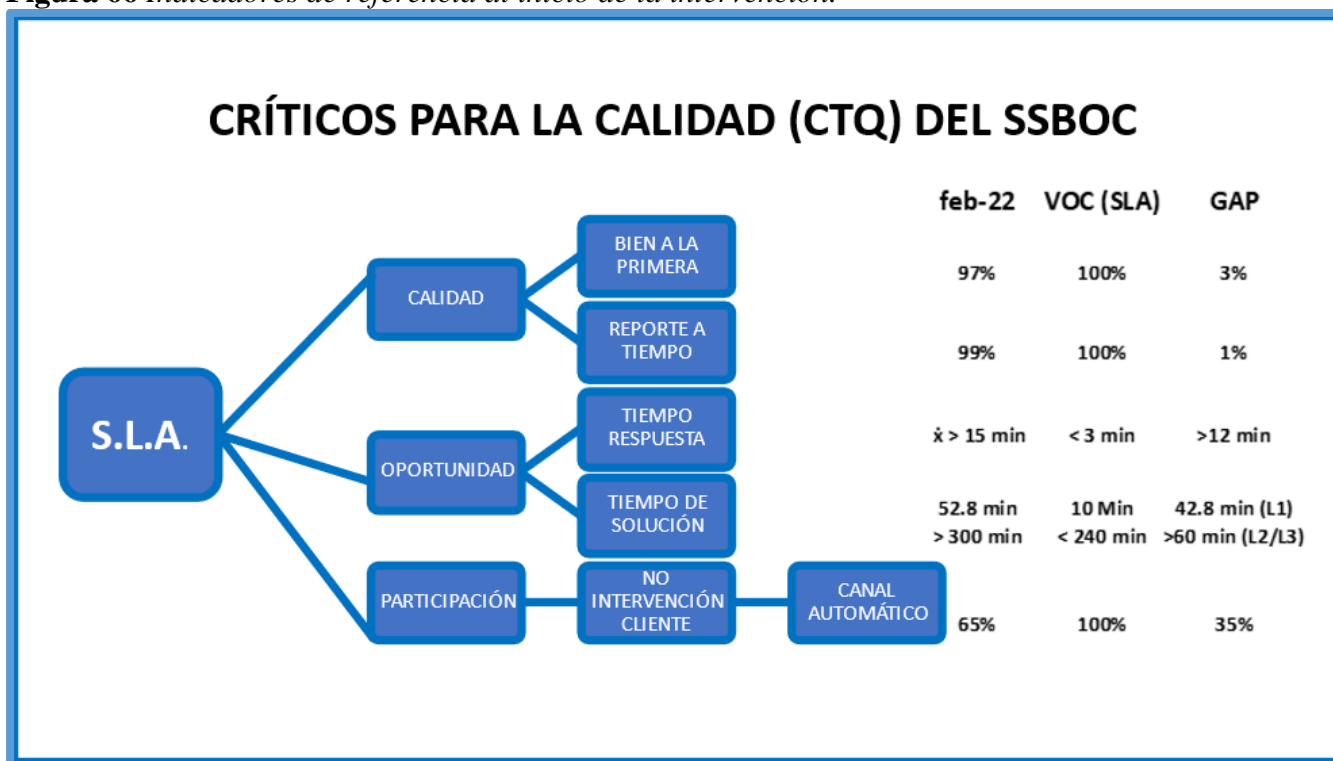 CRÍTICOS PARA LA CALIDAD (CTQ) DEL SSBOC
feb-22 VOC (SLA) GAP
BIEN A LA
PRIMERA
97% 100% 3%
CALIDAD
REPORTE A
TIEMPO
99% 100% 1%
S.L.A.
TIEMPO
RESPUESTA
ẋ > 15 min < 3 min >12 min
OPORTUNIDAD
TIEMPO DE
SOLUCIÓN
52.8 min 10 Min 42.8 min (L1)
> 300 min < 240 min >60 min (L2/L3)
PARTICIPACIÓN
NO
INTERVENCIÓN
CLIENTE
CANAL
AUTOMÁTICO
65% 100% 35%